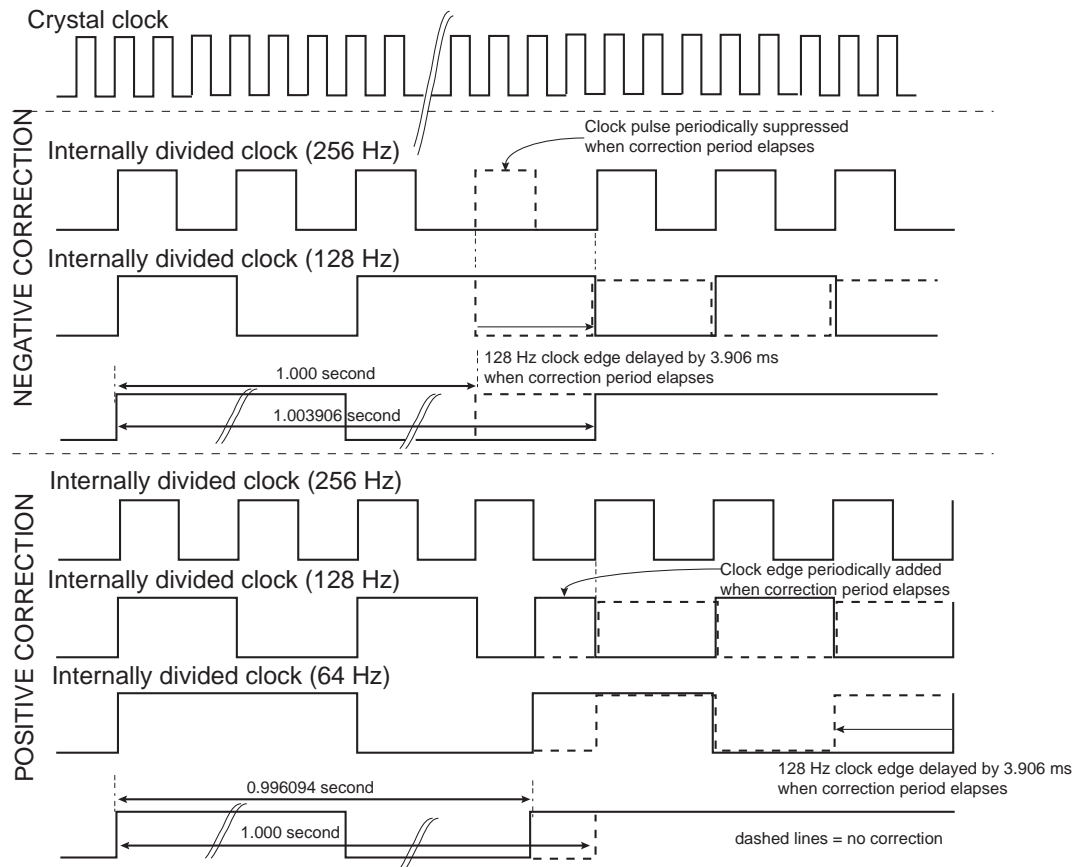 Crystal clock
NEGATIVE CORRECTION
Clock pulse periodically suppressed
when correction period elapses
Internally divided clock (256 Hz)
Internally divided clock (128 Hz)
128 Hz clock edge delayed by 3.906 ms
when correction period elapses
1.000 second
1.003906 second
POSITIVE CORRECTION
Internally divided clock (256 Hz)
Internally divided clock (128 Hz)
Clock edge periodically added
when correction period elapses
Internally divided clock (64 Hz)
128 Hz clock edge delayed by 3.906 ms
when correction period elapses
0.996094 second
1.000 second
dashed lines = no correction